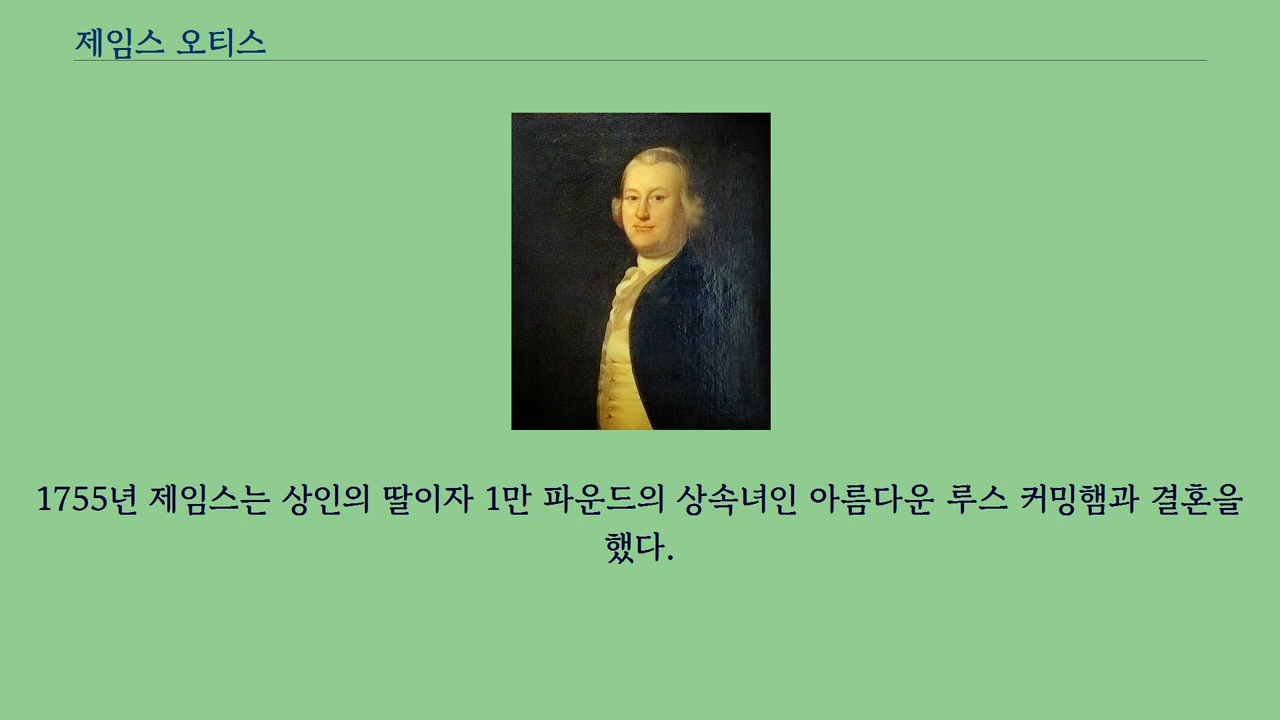 제임스 오티스
1755년 제임스는 상인의 딸이자 1만 파운드의 상속녀인 아름다운 루스 커밍햄과 결혼을
했다.